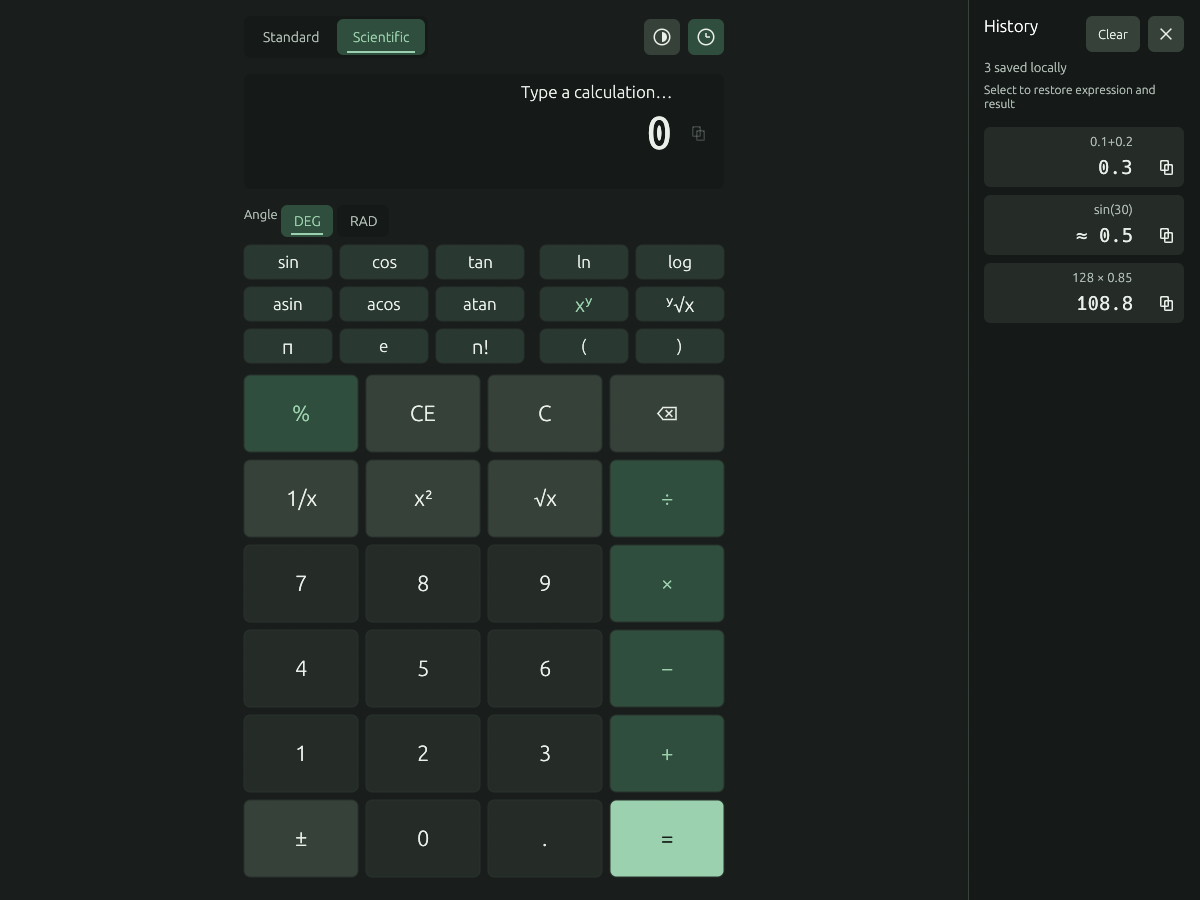 Standard Scientific
Type a calculation…
0
Angle DEG RAD
sin cos tan ln log
asin acos atan xʸ ʸ√x
π e n! ( )
% CE C
1/x x² √x ÷
7 8 9 ×
4 5 6 −
1 2 3 +
± 0 . =
History Clear
3 saved locally
Select to restore expression and
result
0.1+0.2
0.3
sin(30)
≈ 0.5
128 × 0.85
108.8